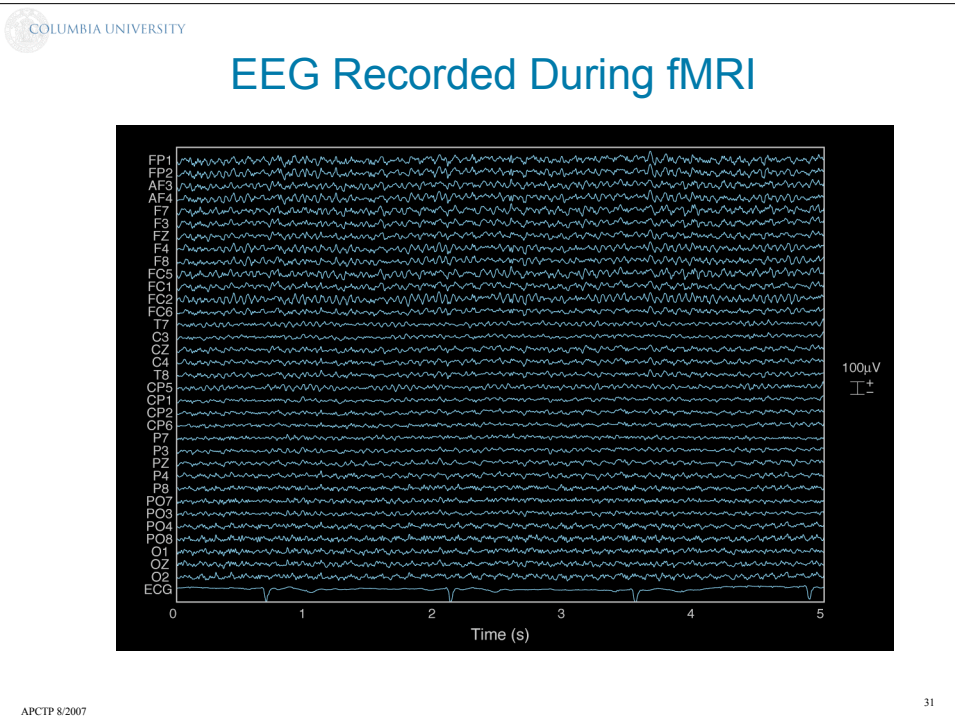 COLUMBIA UNIVERSITY
EEG Recorded During fMRI
FP1
FP2
AF3
AF4
F7
F3
FZ
F4
F8
FC5
FC1
FC2
FC6
T7
C3
CZ
C4
T8
CP5
CP1
CP2
CP6
P7
P3
PZ
P4
P8
PO7
PO3
PO4
PO8
O1
OZ
O2
ECG
100µV
+
−
0 1 2 3 4 5
Time (s)
APCTP 8/2007
31